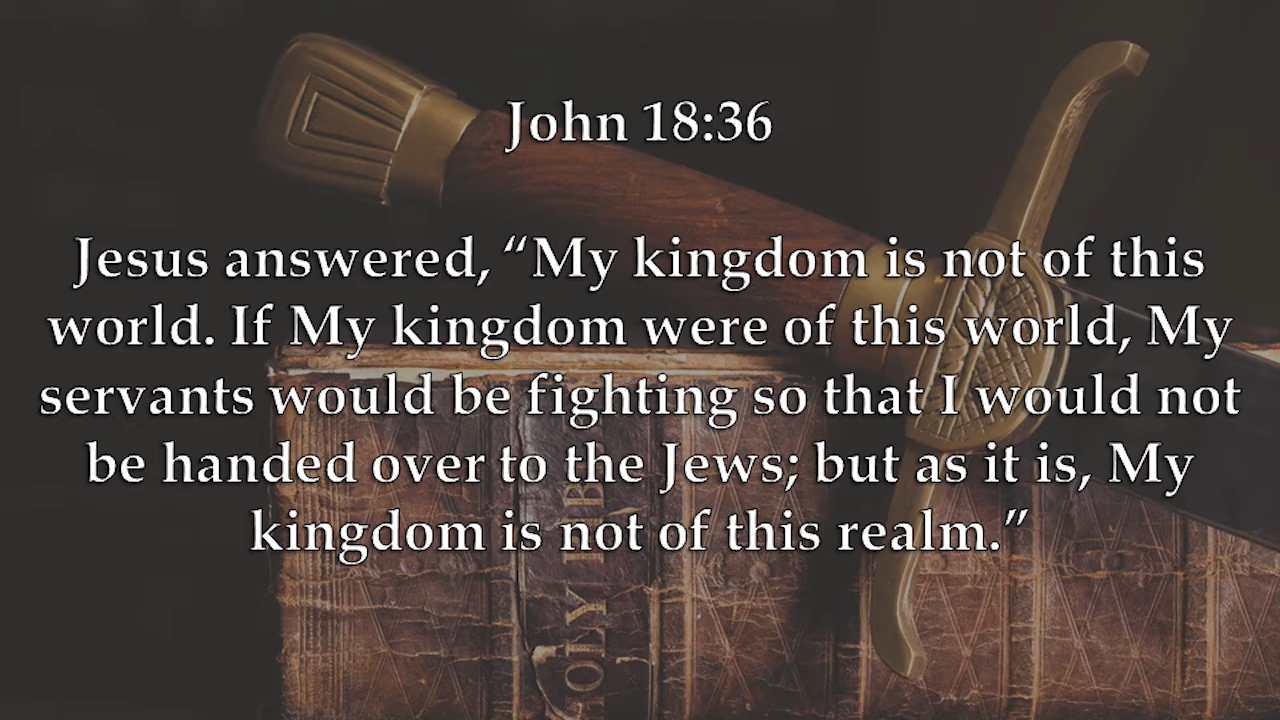 John 18:36
Jesus answered, “My kingdom is not of this
world. If My kingdom were of this world, My
servants would be fighting so that I would not
be handed over to the Jews; but as it is, My
kingdom is not of this realm.”
HOLY BIB